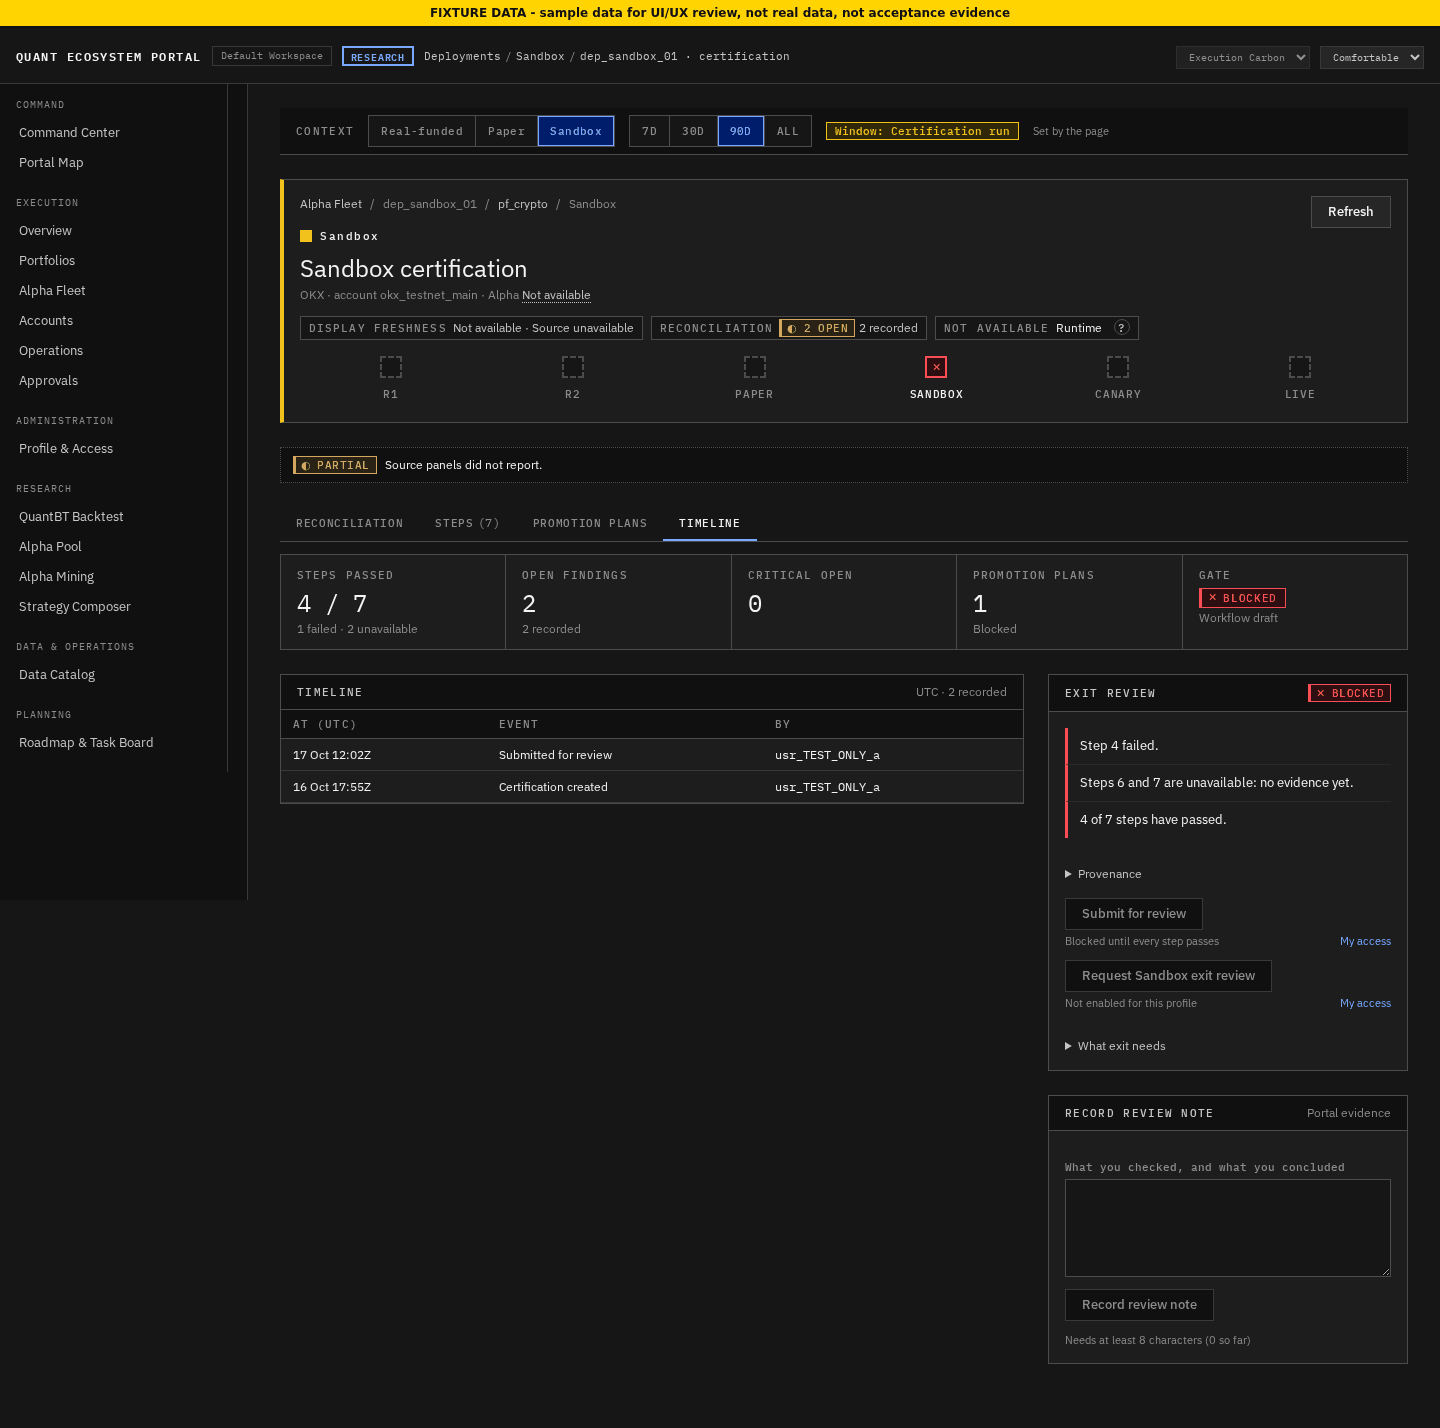 FIXTURE DATA - sample data for UI/UX review, not real data, not acceptance evidence
QUANT ECOSYSTEM PORTAL Default Workspace RESEARCH Deployments / Sandbox / dep_sandbox_01 · certification Execution Carbon Comfortable
COMMAND
Command Center
Portal Map
EXECUTION
Overview
Portfolios
Alpha Fleet
Accounts
Operations
Approvals
ADMINISTRATION
Profile & Access
RESEARCH
QuantBT Backtest
Alpha Pool
Alpha Mining
Strategy Composer
DATA & OPERATIONS
Data Catalog
PLANNING
Roadmap & Task Board
CONTEXT Real-funded Paper Sandbox 7D 30D 90D ALL Window: Certification run Set by the page
Alpha Fleet / dep_sandbox_01 / pf_crypto / Sandbox
Refresh
Sandbox
Sandbox certification
OKX · account okx_testnet_main · Alpha Not available
DISPLAY FRESHNESS Not available · Source unavailable RECONCILIATION ◐ 2 OPEN 2 recorded NOT AVAILABLE Runtime ?
R1 R2 PAPER SANDBOX CANARY LIVE
◐ PARTIAL Source panels did not report.
RECONCILIATION STEPS (7) PROMOTION PLANS TIMELINE
STEPS PASSED
4 / 7
1 failed · 2 unavailable
OPEN FINDINGS
2
2 recorded
CRITICAL OPEN
0
PROMOTION PLANS
1
Blocked
GATE
✕ BLOCKED
Workflow draft
TIMELINE UTC · 2 recorded
AT (UTC) EVENT BY
17 Oct 12:02Z Submitted for review usr_TEST_ONLY_a
16 Oct 17:55Z Certification created usr_TEST_ONLY_a
EXIT REVIEW ✕ BLOCKED
Step 4 failed.
Steps 6 and 7 are unavailable: no evidence yet.
4 of 7 steps have passed.
▶ Provenance
Submit for review
Blocked until every step passes My access
Request Sandbox exit review
Not enabled for this profile My access
▶ What exit needs
RECORD REVIEW NOTE Portal evidence
What you checked, and what you concluded
Record review note
Needs at least 8 characters (0 so far)